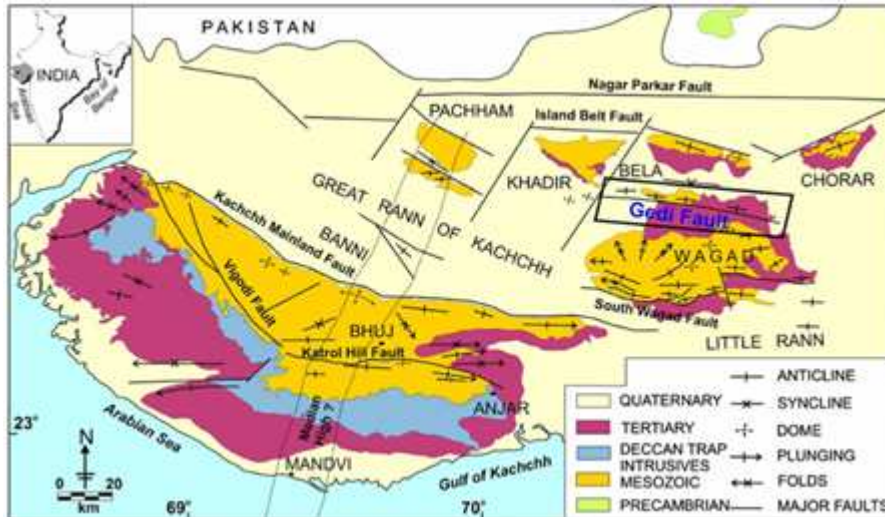 PAKISTAN
INDIA
Arabian
Sea
Bay of
Bengal
Nagar Parkar Fault
PACHHAM
Island Belt Fault
KHADIR
BELA
CHORAR
GREAT RANN OF KACHCHH
Gedi Fault
BANNI
Kachchh Mainland Fault
WAGAD
Vigodi Fault
South Wagad Fault
BHUJ
LITTLE RANN
Katrol Hill Fault
ANJAR
Median
High ?
Arabian Sea
MANDVI
Gulf of Kachchh
23°
N
0 20
km
69°
70°
QUATERNARY
TERTIARY
DECCAN TRAP
INTRUSIVES
MESOZOIC
PRECAMBRIAN
ANTICLINE
SYNCLINE
DOME
PLUNGING
FOLDS
MAJOR FAULTS